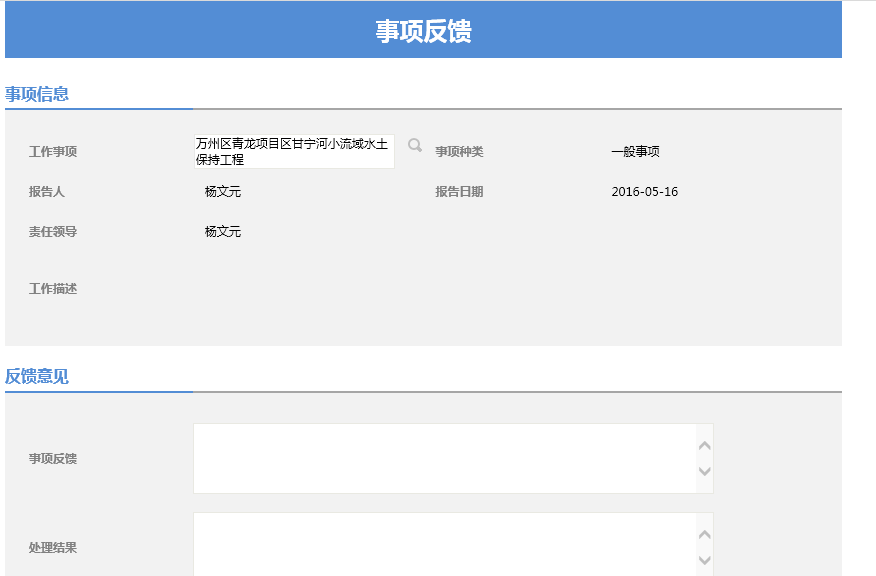 事项反馈
事项信息
工作事项
万州区青龙项目区甘宁河小流域水土
保持工程
事项种类
一般事项
报告人
杨文元
报告日期
2016-05-16
责任领导
杨文元
工作描述
反馈意见
事项反馈
处理结果